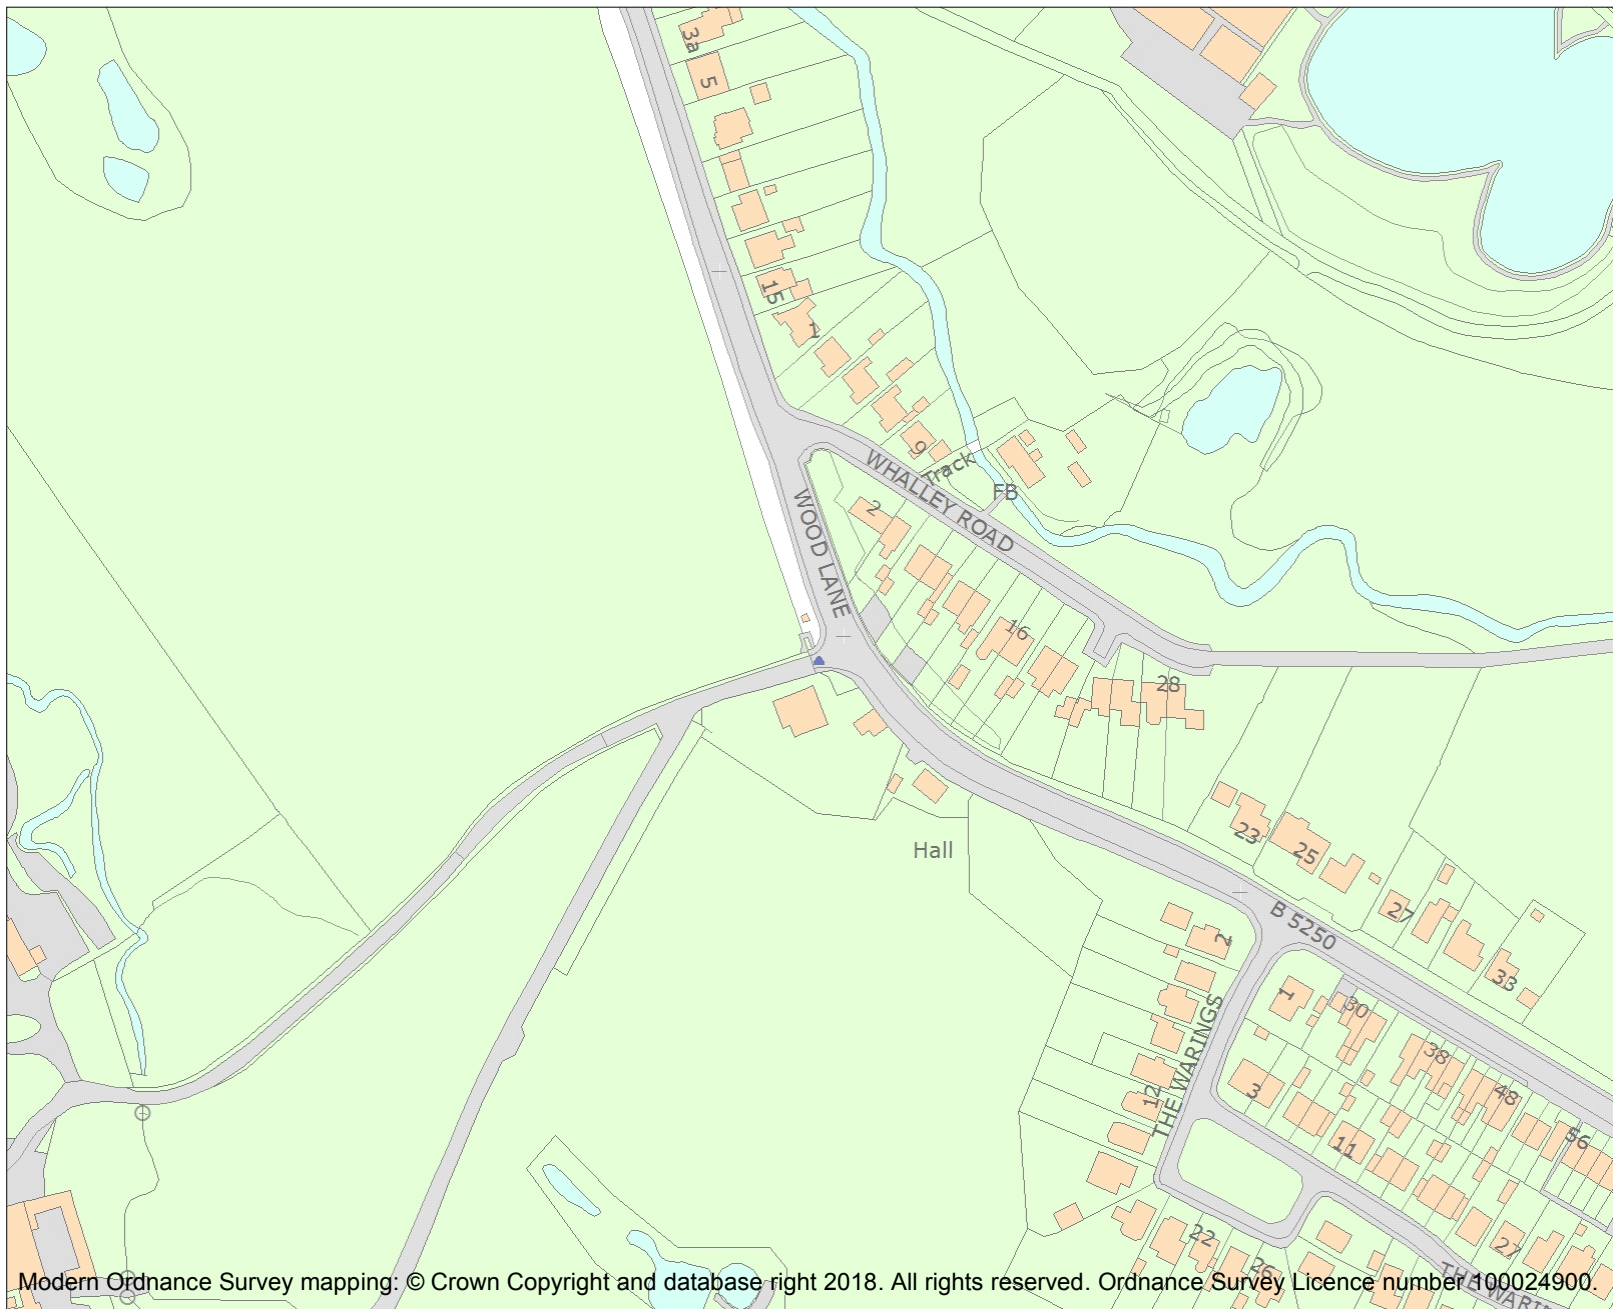 3a
5
15
1
9
Track
FB
WHALLEY ROAD
2
WOOD LANE
16
28
Hall
23
25
27
33
B 5250
2
1
30
38
48
56
THE WARINGS
12
3
11
22
26
27
THE WARI
Modern Ordnance Survey mapping: © Crown Copyright and database right 2018. All rights reserved. Ordnance Survey Licence number 100024900.